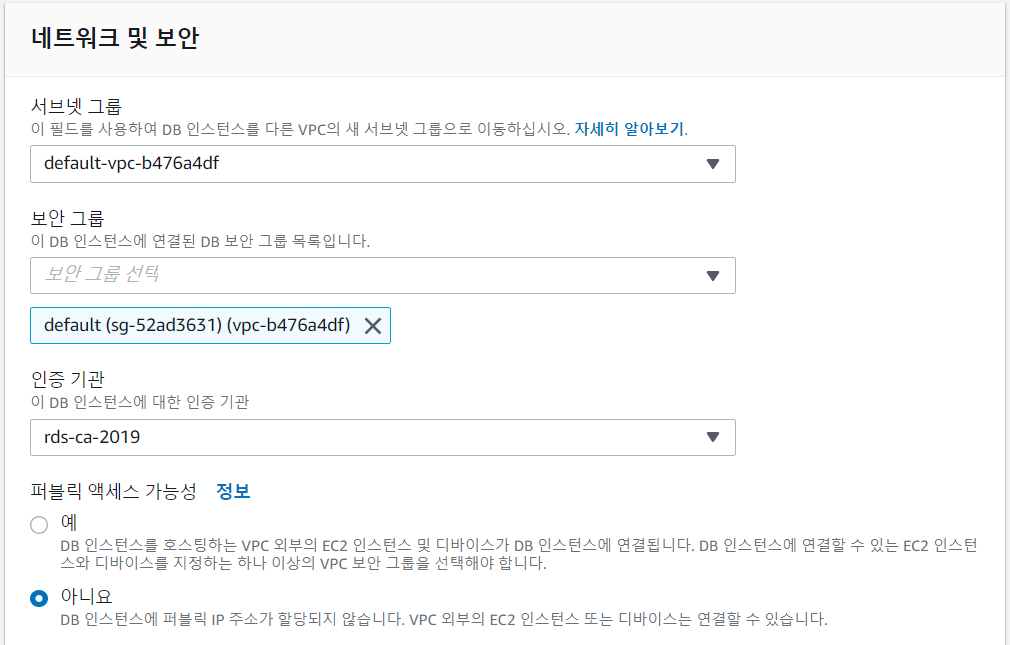 네트워크 및 보안
서브넷 그룹
이 필드를 사용하여 DB 인스턴스를 다른 VPC의 새 서브넷 그룹으로 이동하십시오. 자세히 알아보기.
default-vpc-b476a4df
보안 그룹
이 DB 인스턴스에 연결된 DB 보안 그룹 목록입니다.
보안 그룹 선택
default (sg-52ad3631) (vpc-b476a4df)
인증 기관
이 DB 인스턴스에 대한 인증 기관
rds-ca-2019
퍼블릭 액세스 가능성 정보
예
DB 인스턴스를 호스팅하는 VPC 외부의 EC2 인스턴스 및 디바이스가 DB 인스턴스에 연결됩니다. DB 인스턴스에 연결할 수 있는 EC2 인스턴
스와 디바이스를 지정하는 하나 이상의 VPC 보안 그룹을 선택해야 합니다.
아니요
DB 인스턴스에 퍼블릭 IP 주소가 할당되지 않습니다. VPC 외부의 EC2 인스턴스 또는 디바이스는 연결할 수 있습니다.